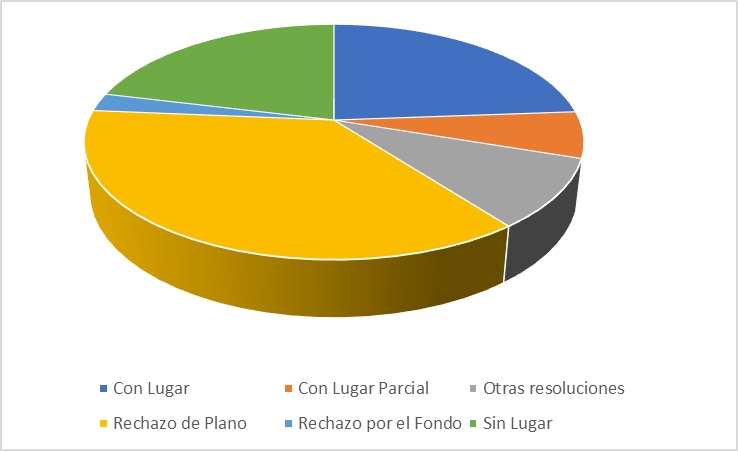 Con Lugar
Con Lugar Parcial
Otras resoluciones
Rechazo de Plano
Rechazo por el Fondo
Sin Lugar